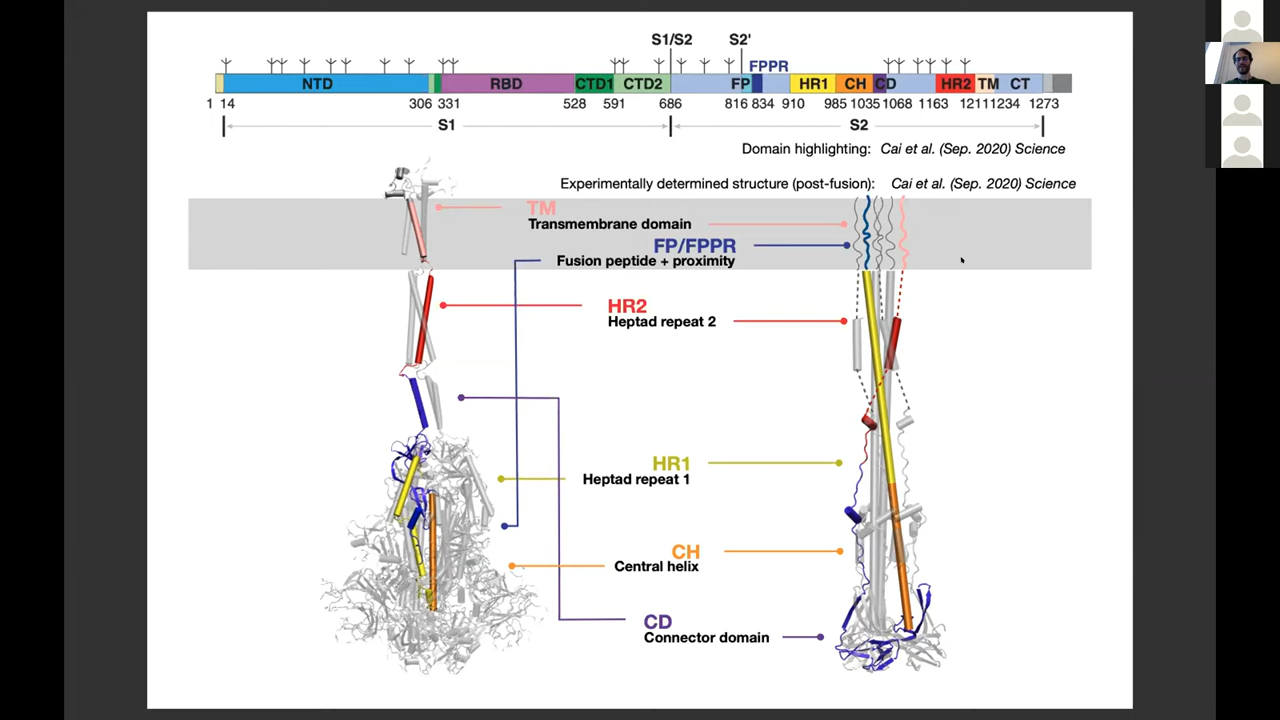 S1/S2 S2'
FPPR
NTD RBD CTD1 CTD2 FP HR1 CH CD HR2 TM CT
1 14 306 331 528 591 686 816 834 910 985 1035 1068 1163 1211 1234 1273
S1 S2
Domain highlighting: Cai et al. (Sep. 2020) Science
Experimentally determined structure (post-fusion): Cai et al. (Sep. 2020) Science
TM
Transmembrane domain
FP/FPPR
Fusion peptide + proximity
HR2
Heptad repeat 2
HR1
Heptad repeat 1
CH
Central helix
CD
Connector domain